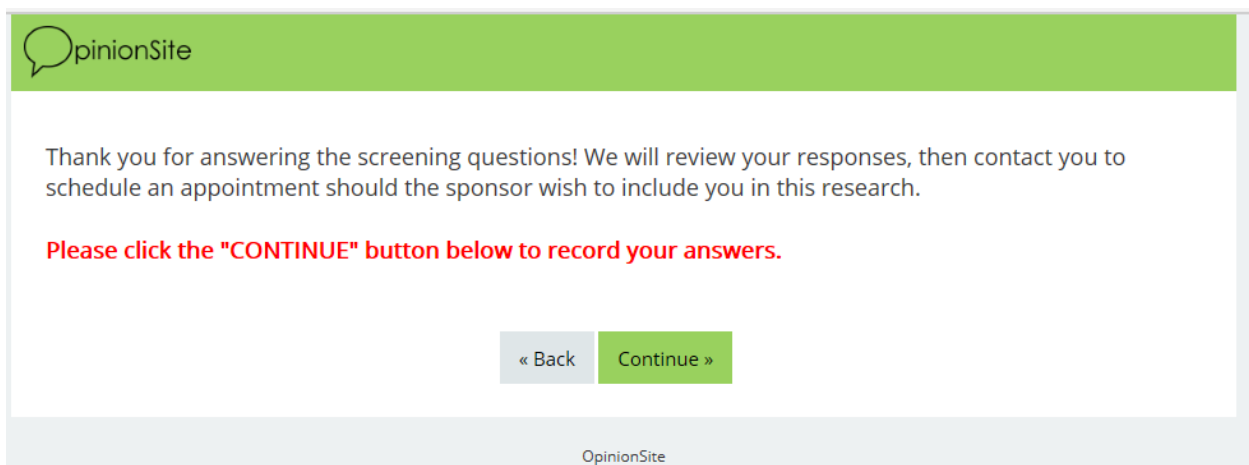 OpinionSite
Thank you for answering the screening questions! We will review your responses, then contact you to
schedule an appointment should the sponsor wish to include you in this research.
Please click the "CONTINUE" button below to record your answers.
« Back
Continue »
OpinionSite